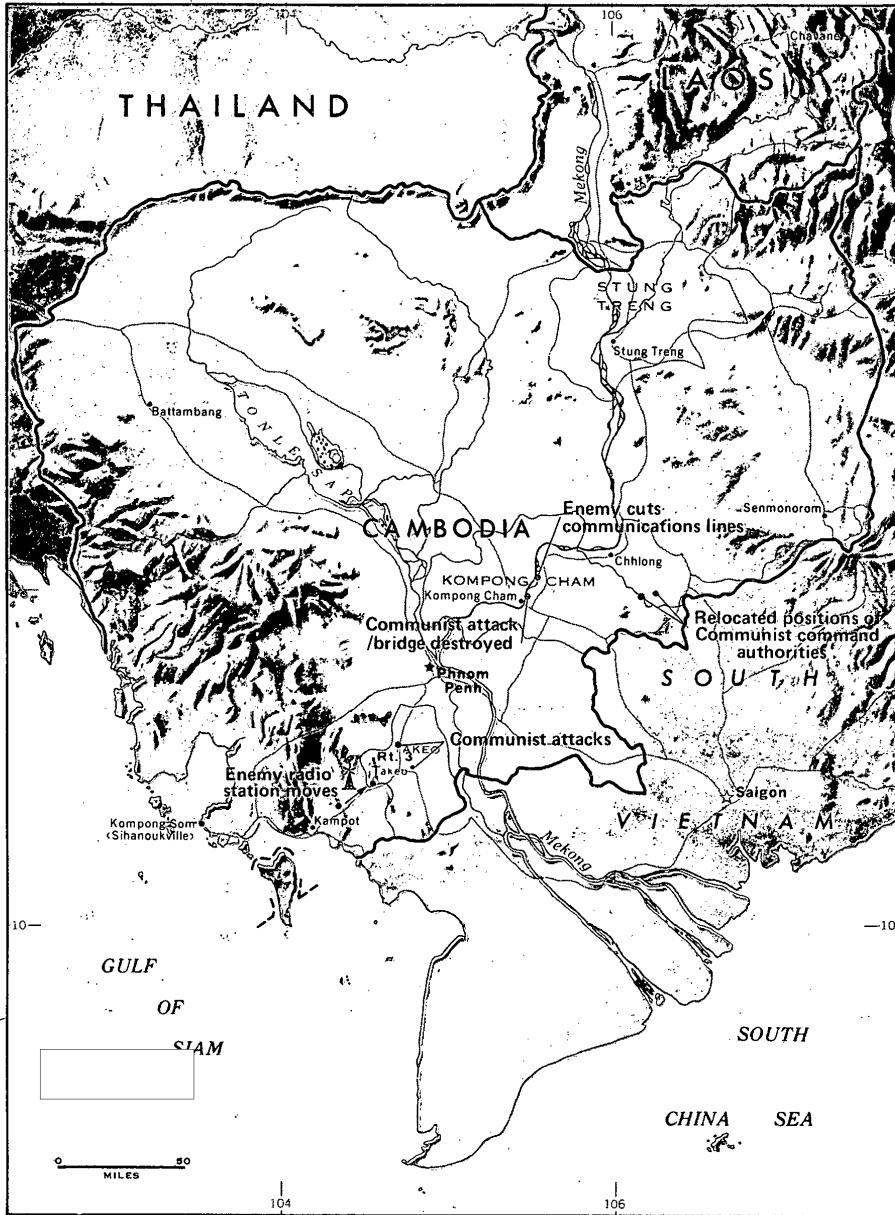 104
106
Chavane
LAOS
THAILAND
Mekong
STUNG
TRENG
Stung Treng
Battambang
TONLE SAP
Senmonorom
Enemy cuts
communications lines
CAMBODIA
Chhlong
KOMPONG CHAM
Kompong Cham
Communist attack
/bridge destroyed
Relocated positions of
Communist command
authorities
Phnom
Penh
SOUTH
Communist attacks
TAKEO
Rt. 3
Takeo
Enemy radio
station moves
Saigon
Kompong Som
(Sihanoukville)
Kampot
VIETNAM
Mekong
10
10
GULF
OF
SIAM
SOUTH
CHINA SEA
0 50
MILES
104
106